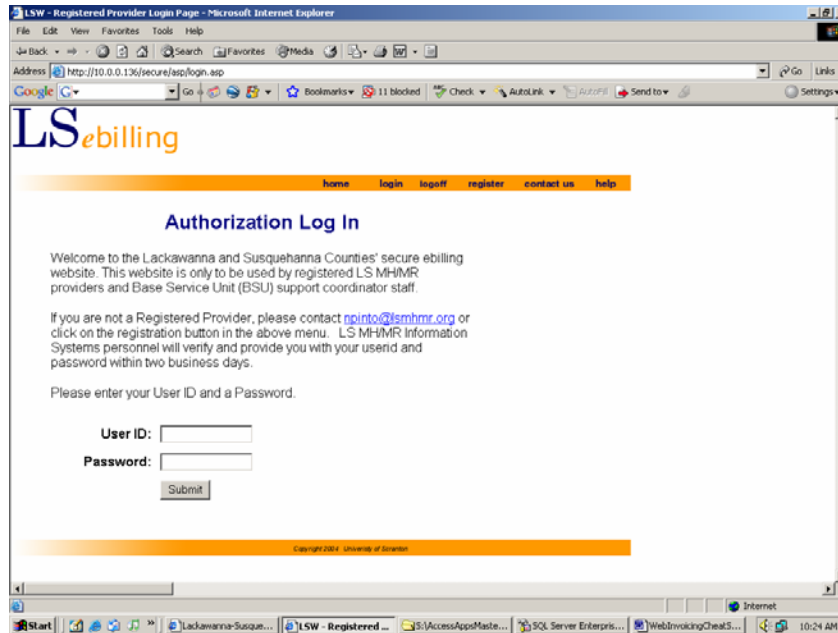 LSW - Registered Provider Login Page - Microsoft Internet Explorer
File Edit View Favorites Tools Help
Back Search Favorites Media
Address http://10.0.0.136/secure/asp/login.asp Go Links
Google G Go Bookmarks 11 blocked Check AutoLink AutoFill Send to Settings
LSebilling
home login logoff register contact us help
Authorization Log In
Welcome to the Lackawanna and Susquehanna Counties' secure ebilling
website. This website is only to be used by registered LS MH/MR
providers and Base Service Unit (BSU) support coordinator staff.
If you are not a Registered Provider, please contact npinto@lsmhmr.org or
click on the registration button in the above menu. LS MH/MR Information
Systems personnel will verify and provide you with your userid and
password within two business days.
Please enter your User ID and a Password.
User ID:
Password:
Submit
Copyright 2004 University of Scranton
Internet
Start Lackawanna-Susque... LSW - Registered ... S:\AccessAppsMaste... SQL Server Enterpris... WebInvoicingCheatS... 10:24 AM